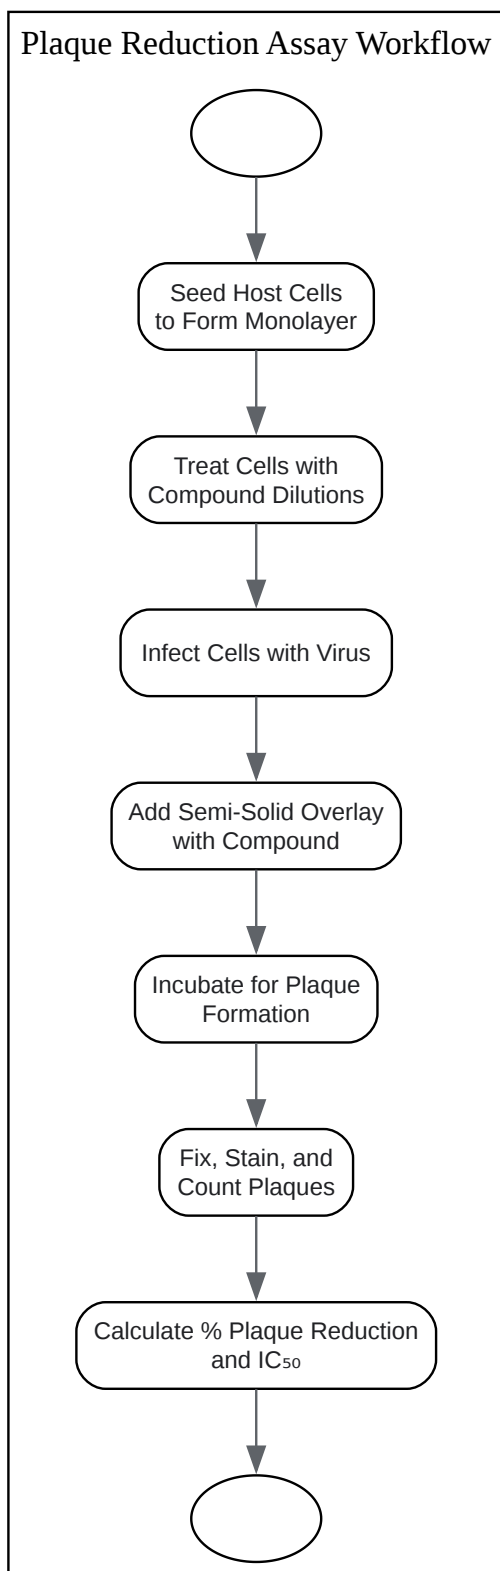 Plaque Reduction Assay Workflow
Seed Host Cells
to Form Monolayer
Treat Cells with
Compound Dilutions
Infect Cells with Virus
Add Semi-Solid Overlay
with Compound
Incubate for Plaque
Formation
Fix, Stain, and
Count Plaques
Calculate % Plaque Reduction
and IC₅₀